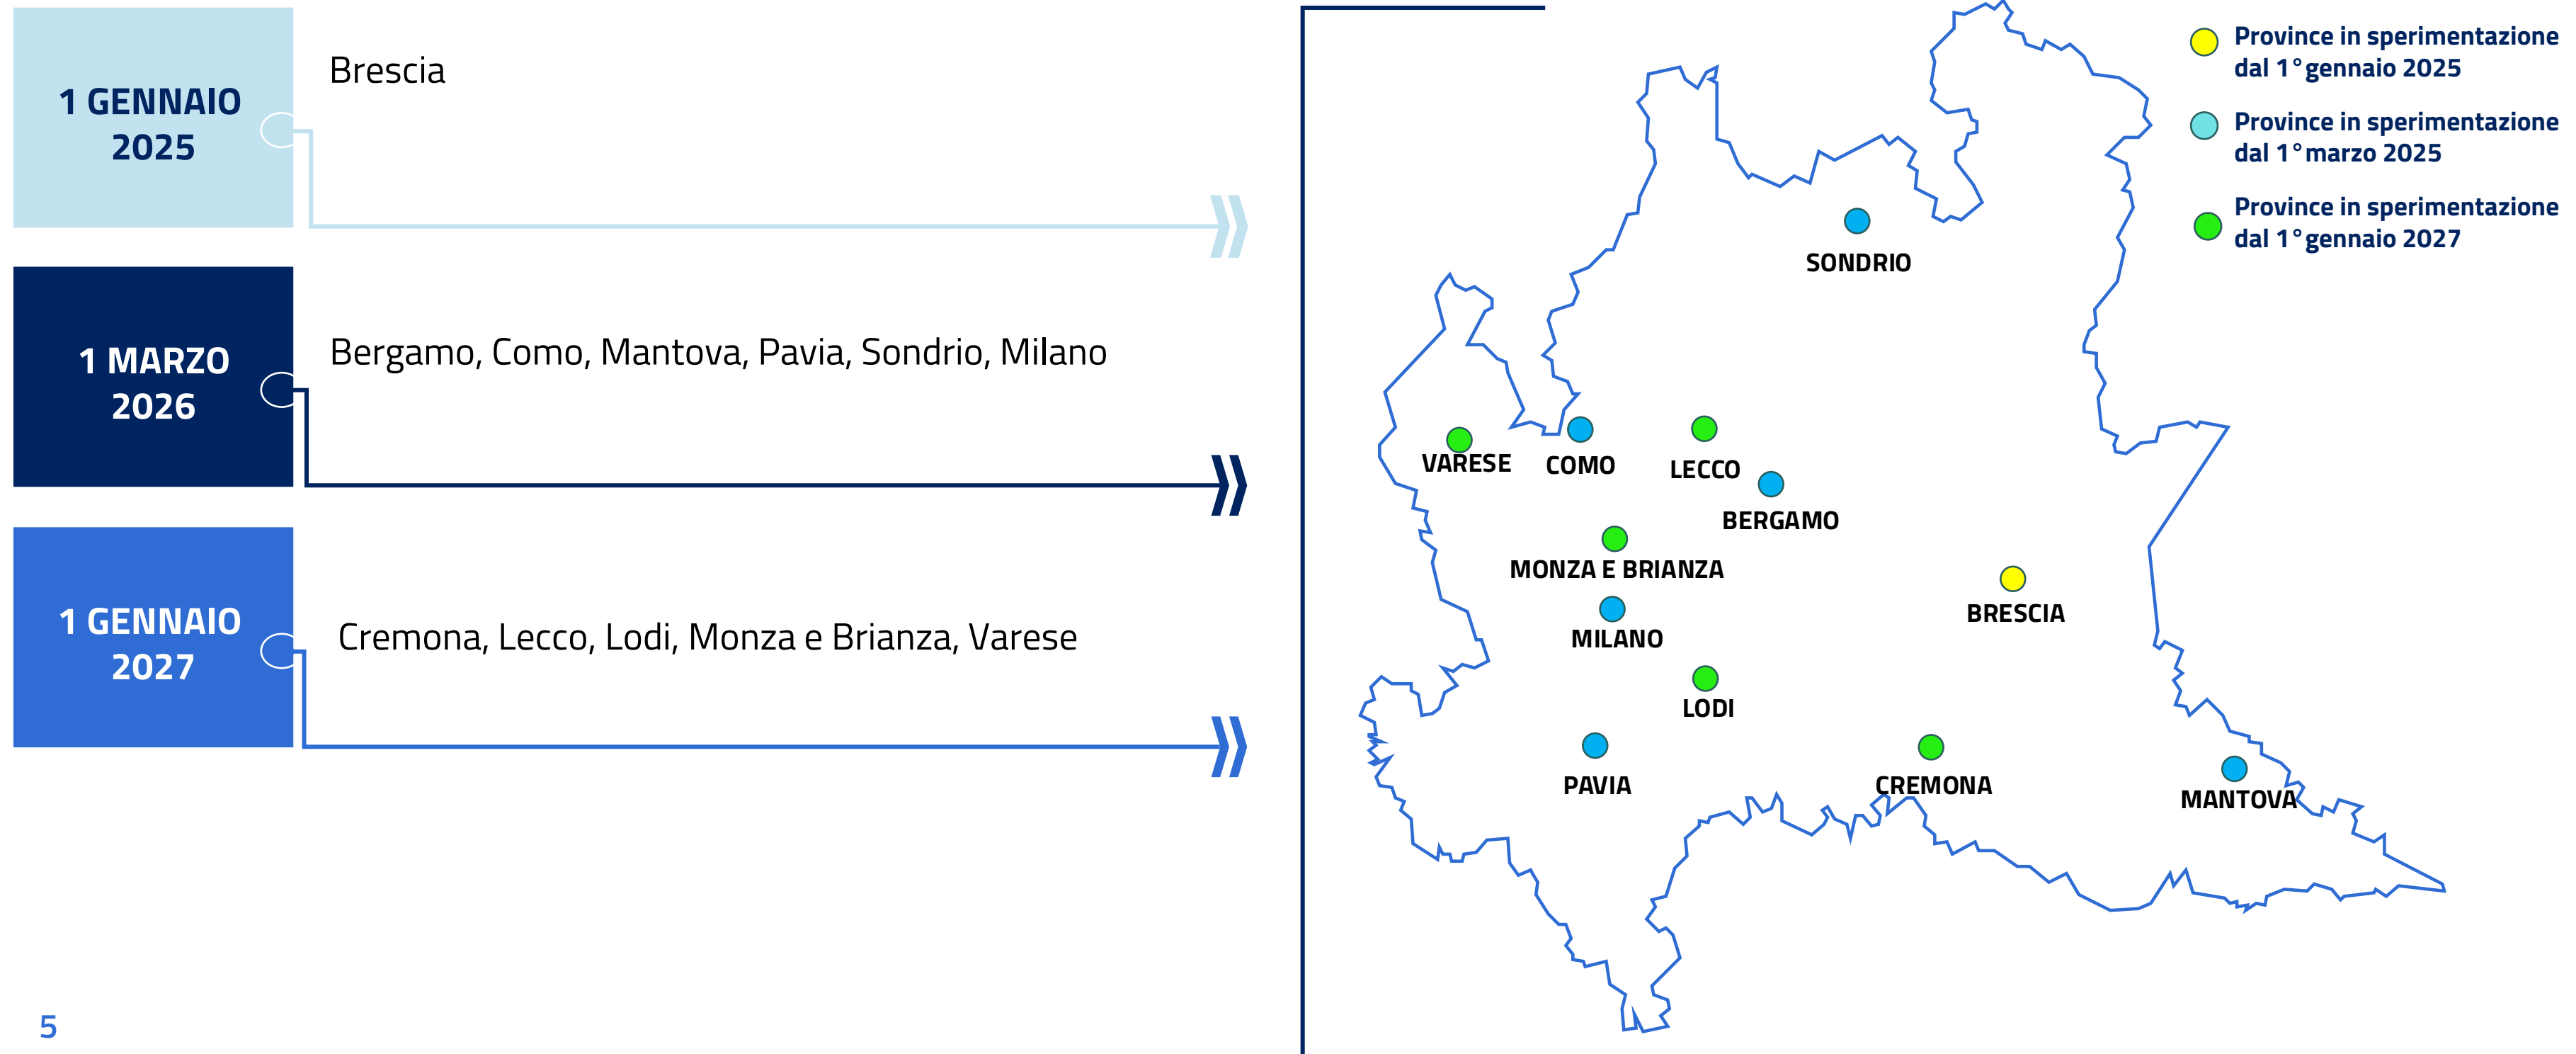 1 GENNAIO
2025
Brescia
1 MARZO
2026
Bergamo, Como, Mantova, Pavia, Sondrio, Milano
1 GENNAIO
2027
Cremona, Lecco, Lodi, Monza e Brianza, Varese
5
Province in sperimentazione
dal 1° gennaio 2025
Province in sperimentazione
dal 1° marzo 2025
Province in sperimentazione
dal 1° gennaio 2027
SONDRIO
VARESE
COMO
LECCO
BERGAMO
MONZA E BRIANZA
BRESCIA
MILANO
LODI
PAVIA
CREMONA
MANTOVA